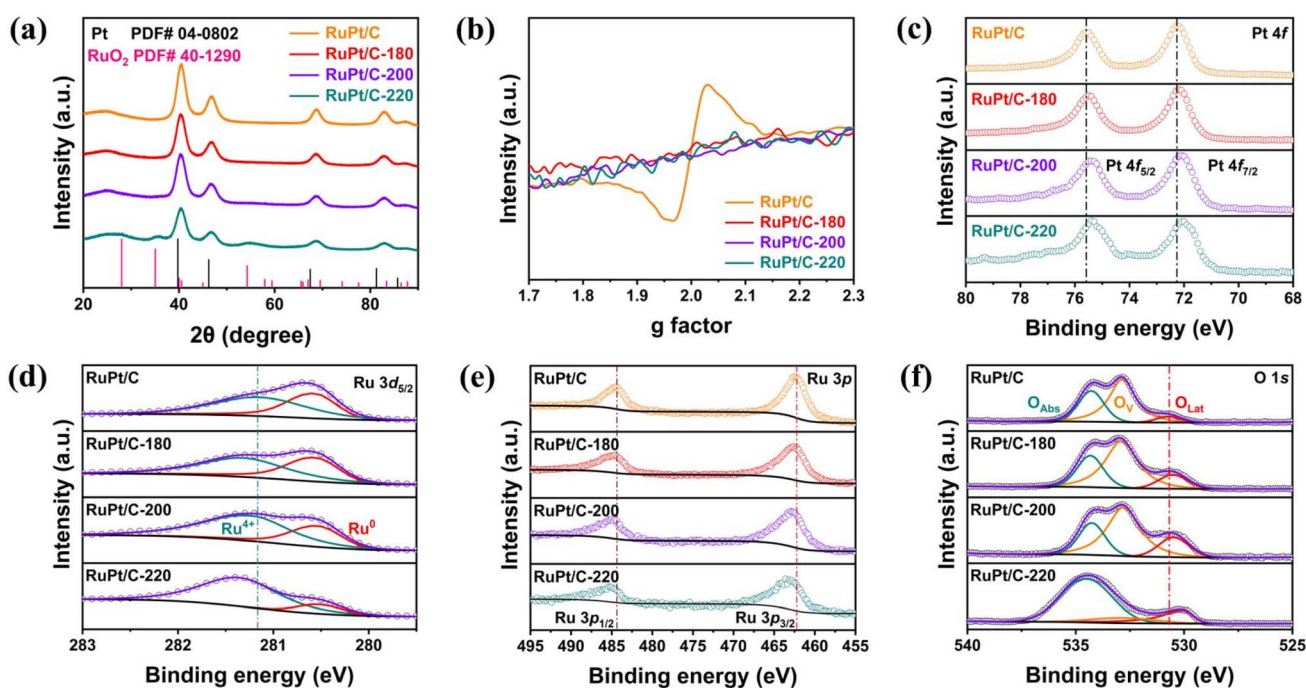 (a)
Intensity (a.u.)
Pt PDF# 04-0802
RuO2 PDF# 40-1290
RuPt/C
RuPt/C-180
RuPt/C-200
RuPt/C-220
20 40 60 80
2θ (degree)
(b)
Intensity (a.u.)
RuPt/C
RuPt/C-180
RuPt/C-200
RuPt/C-220
1.7 1.8 1.9 2.0 2.1 2.2 2.3
g factor
(c)
Intensity (a.u.)
RuPt/C Pt 4f
RuPt/C-180
RuPt/C-200 Pt 4f5/2 Pt 4f7/2
RuPt/C-220
80 78 76 74 72 70 68
Binding energy (eV)
(d)
Intensity (a.u.)
RuPt/C Ru 3d5/2
RuPt/C-180
RuPt/C-200
Ru4+ Ru0
RuPt/C-220
283 282 281 280
Binding energy (eV)
(e)
Intensity (a.u.)
RuPt/C Ru 3p
RuPt/C-180
RuPt/C-200
RuPt/C-220
Ru 3p1/2 Ru 3p3/2
495 490 485 480 475 470 465 460 455
Binding energy (eV)
(f)
Intensity (a.u.)
RuPt/C O 1s
OAbs OV OLat
RuPt/C-180
RuPt/C-200
RuPt/C-220
540 535 530 525
Binding energy (eV)